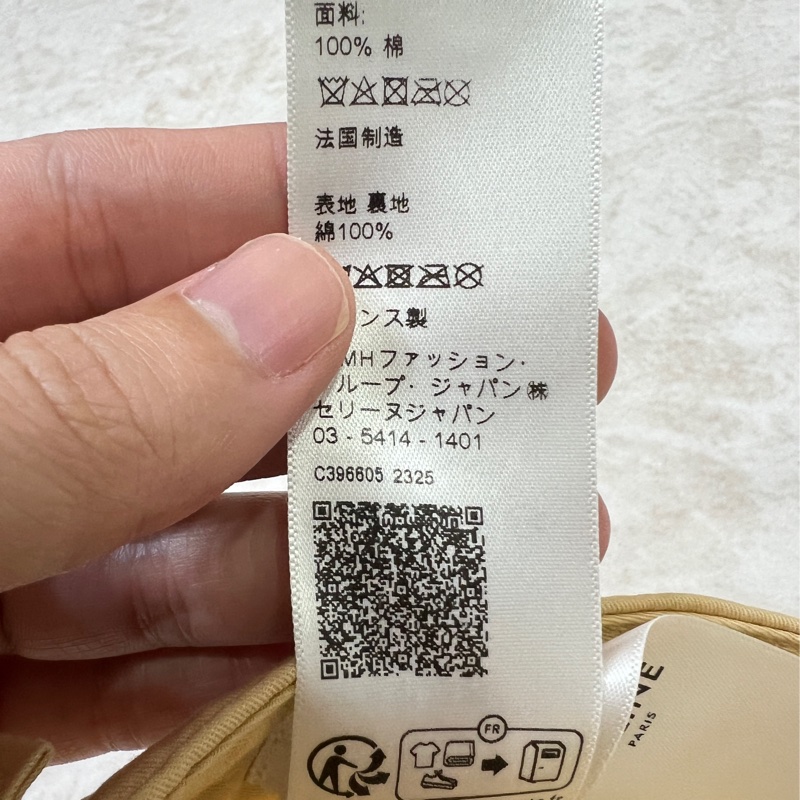 面料:
100% 棉
法国制造
表地 裏地
綿100%
ンス製
MHファッション·
ループ· ジャパン㈱
セリーヌジャパン
03 - 5414 - 1401
C396605 2325
FR
NE
PARIS